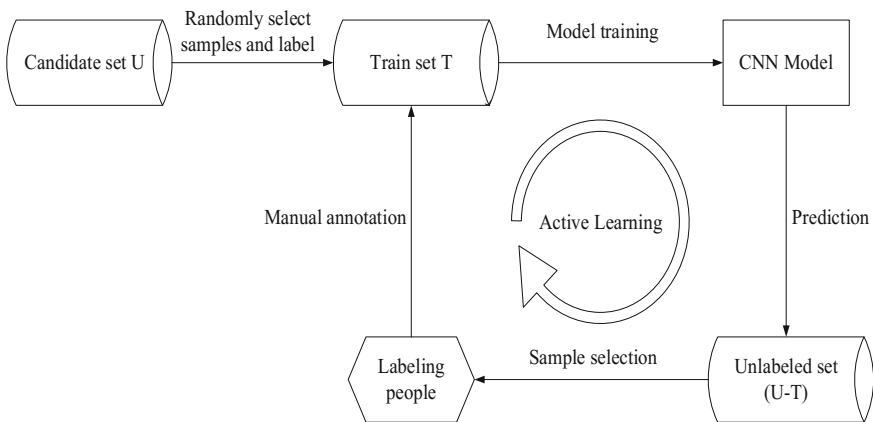 Randomly select
samples and label
Model training
Candidate set U
Train set T
CNN Model
Manual annotation
Active Learning
Prediction
Sample selection
Labeling
people
Unlabeled set
(U-T)